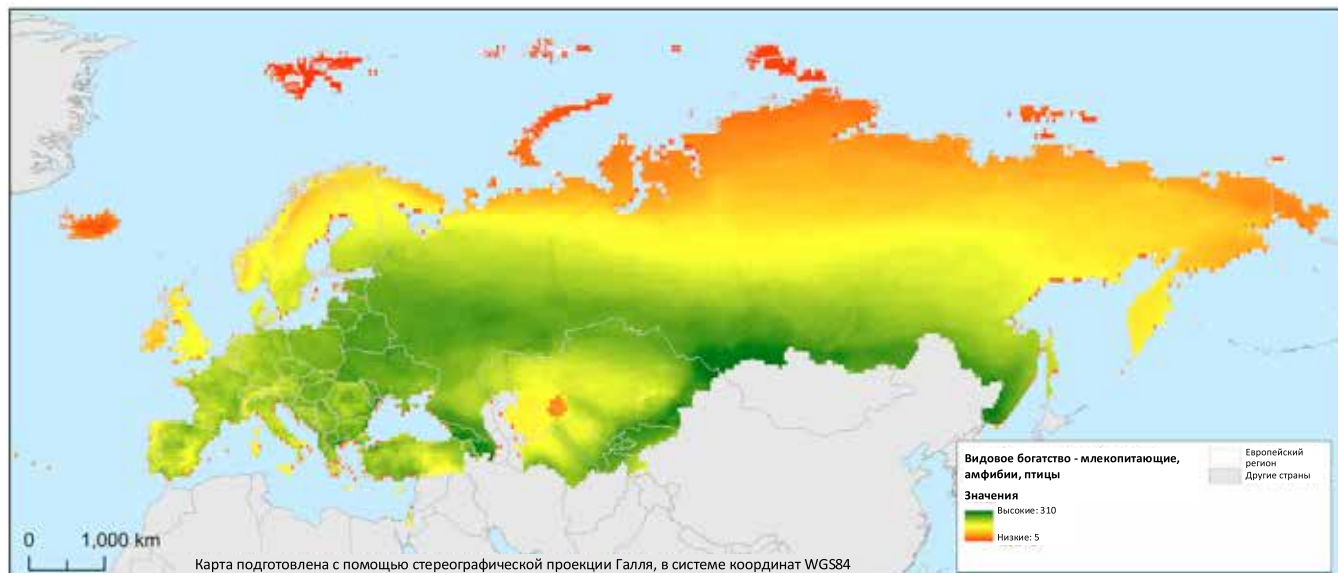 Видовое богатство - млекопитающие,
амфибии, птицы
Значения
Высокие: 310
Низкие: 5
Европейский
регион
Другие страны
0 1,000 km
Карта подготовлена с помощью стереографической проекции Галля, в системе координат WGS84